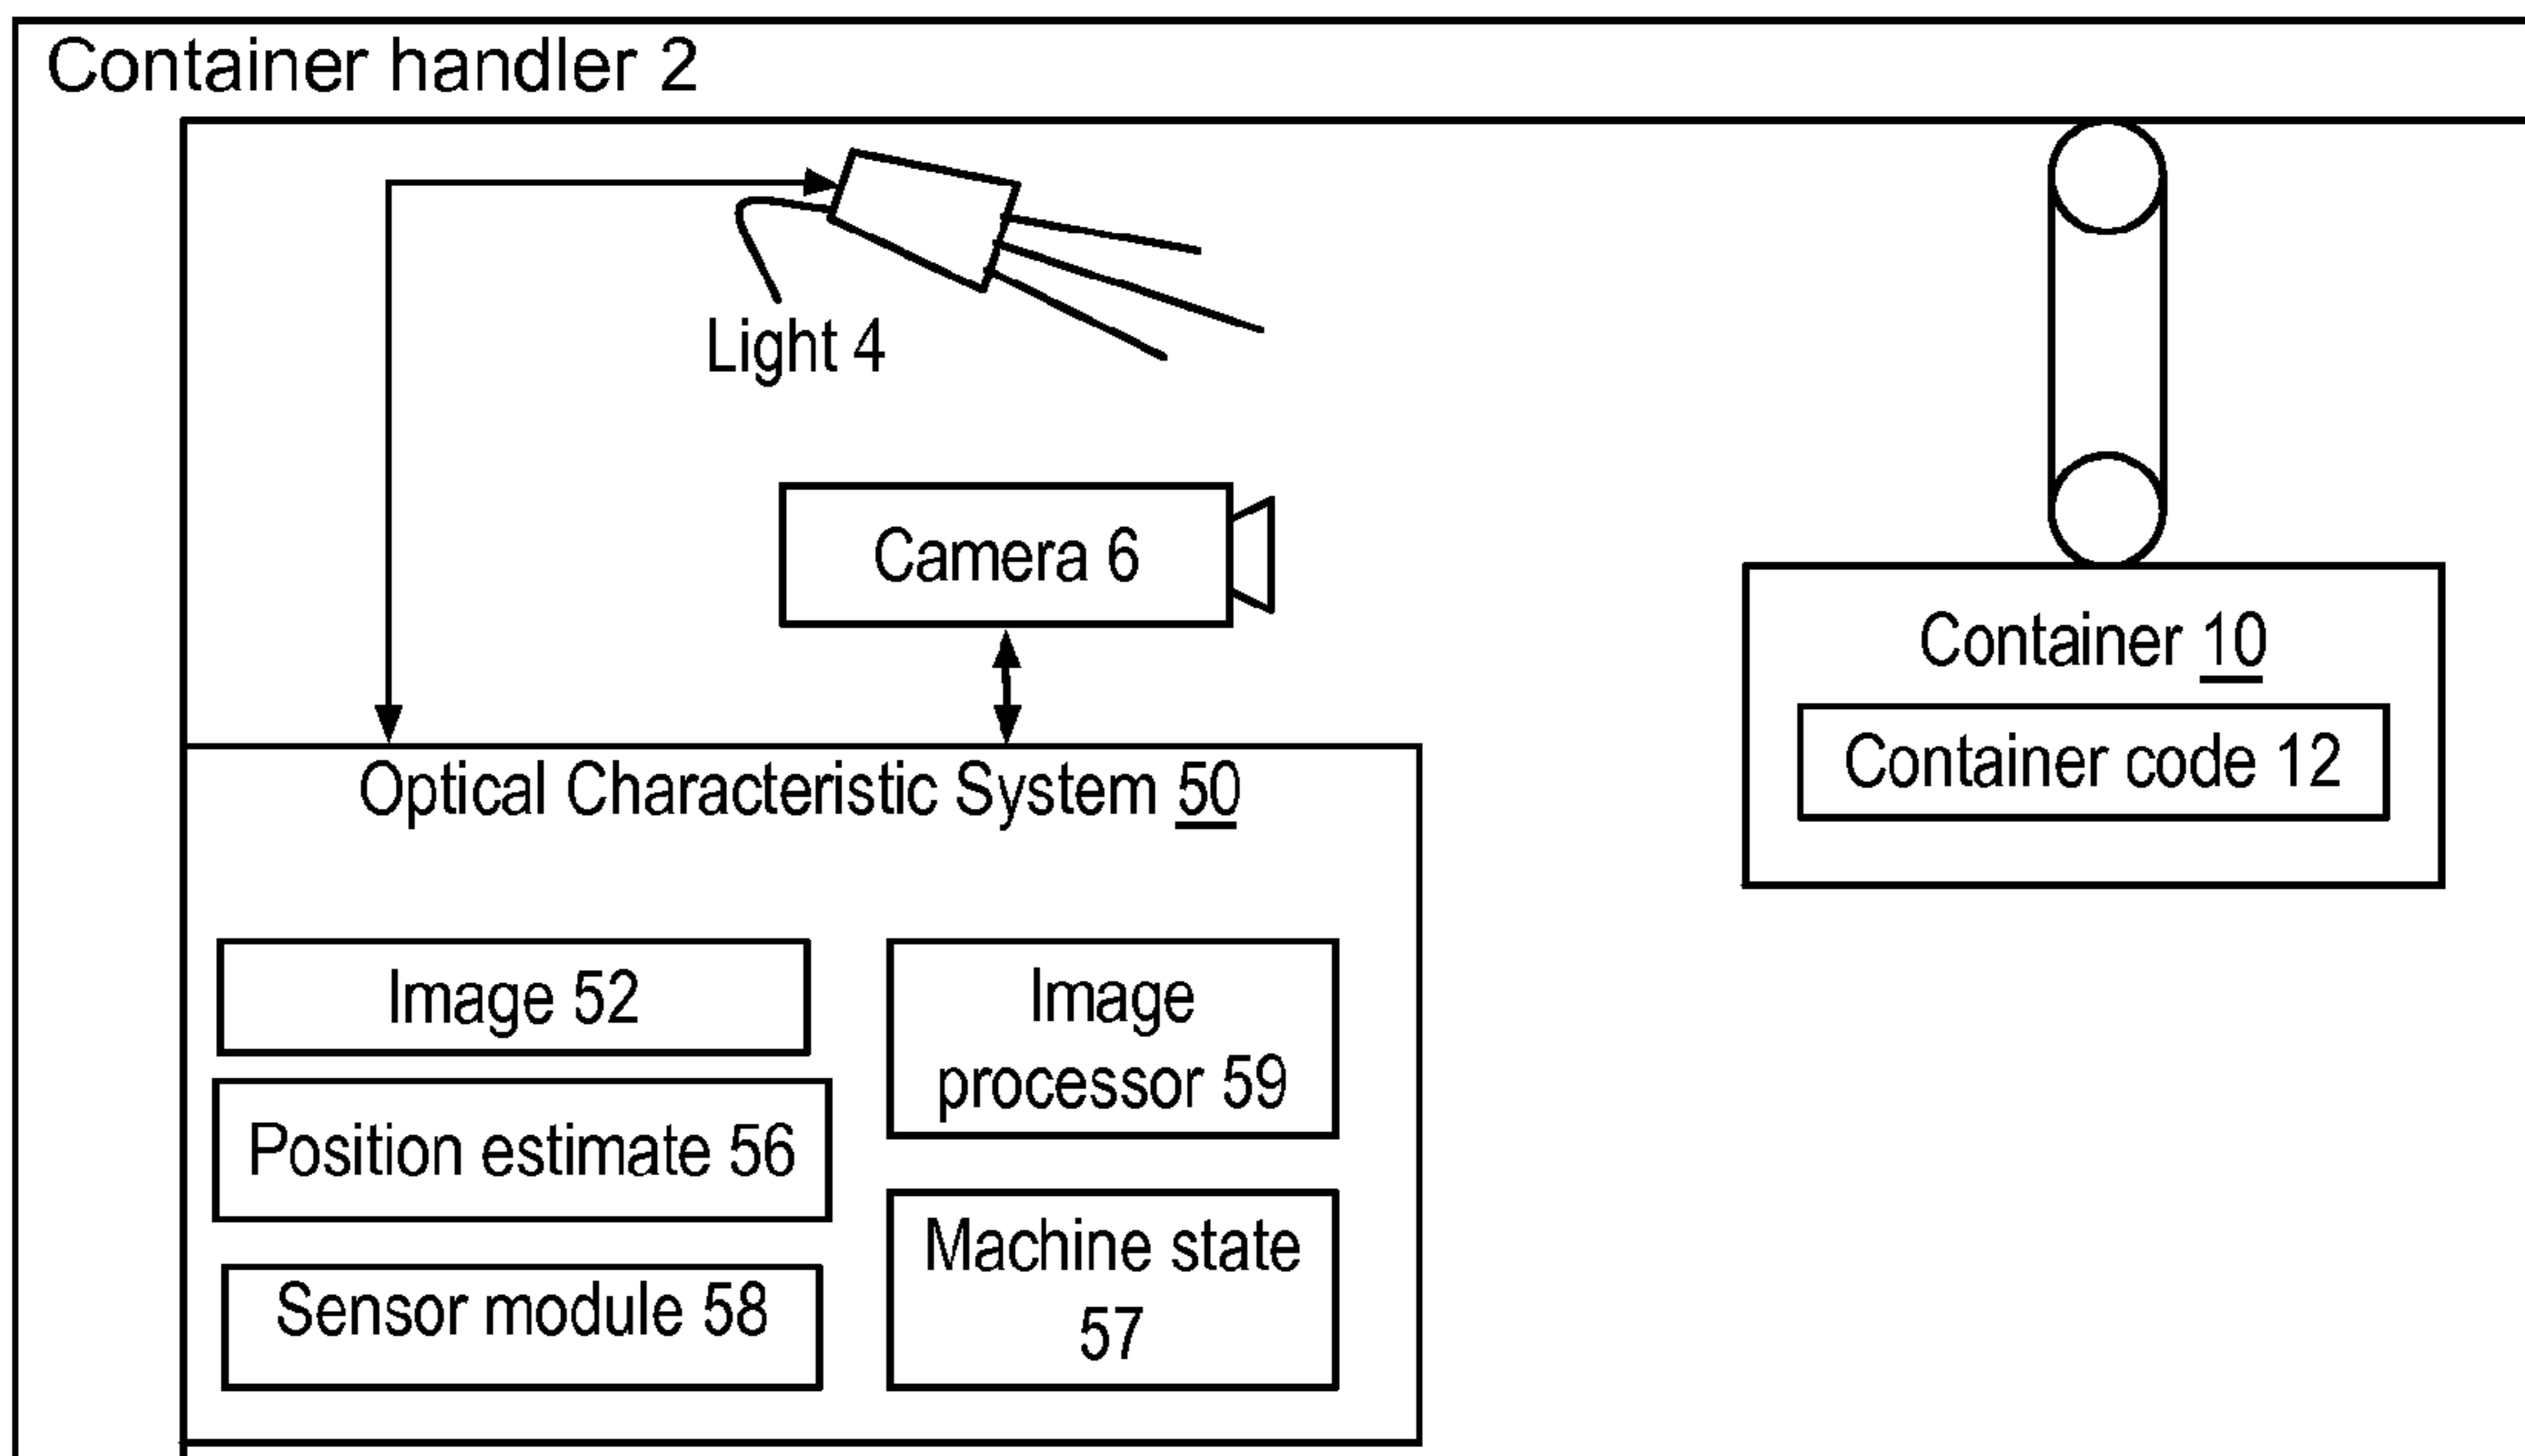 Container handler 2
Light 4
Camera 6
Container 10
Container code 12
Optical Characteristic System 50
Image 52
Position estimate 56
Sensor module 58
Image
processor 59
Machine state
57